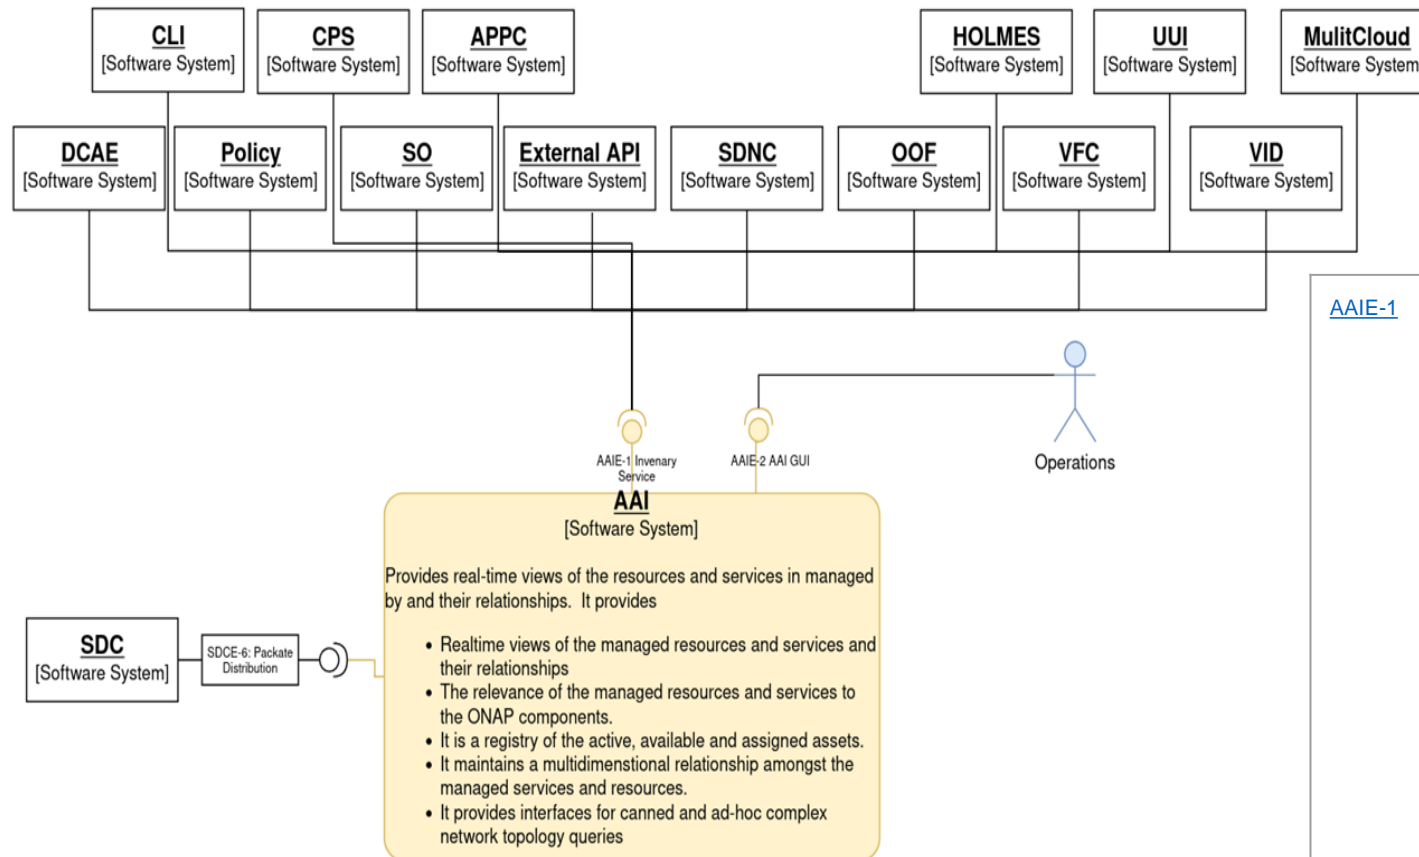 CLI
[Software System]
CPS
[Software System]
APPC
[Software System]
HOLMES
[Software System]
UUI
[Software System]
MulitCloud
[Software System
DCAE
[Software System]
Policy
[Software System]
SO
[Software System]
External API
[Software System]
SDNC
[Software System]
OOF
[Software System]
VFC
[Software System]
VID
[Software System]
AAIE-1
AAIE-1 Invenary
Service
AAIE-2 AAI GUI
Operations
AAI
[Software System]
Provides real-time views of the resources and services in managed
by and their relationships. It provides
• Realtime views of the managed resources and services and
their relationships
• The relevance of the managed resources and services to
the ONAP components.
• It is a registry of the active, available and assigned assets.
• It maintains a multidimenstional relationship amongst the
managed services and resources.
• It provides interfaces for canned and ad-hoc complex
network topology queries
SDC
[Software System]
SDCE-6: Packate
Distribution